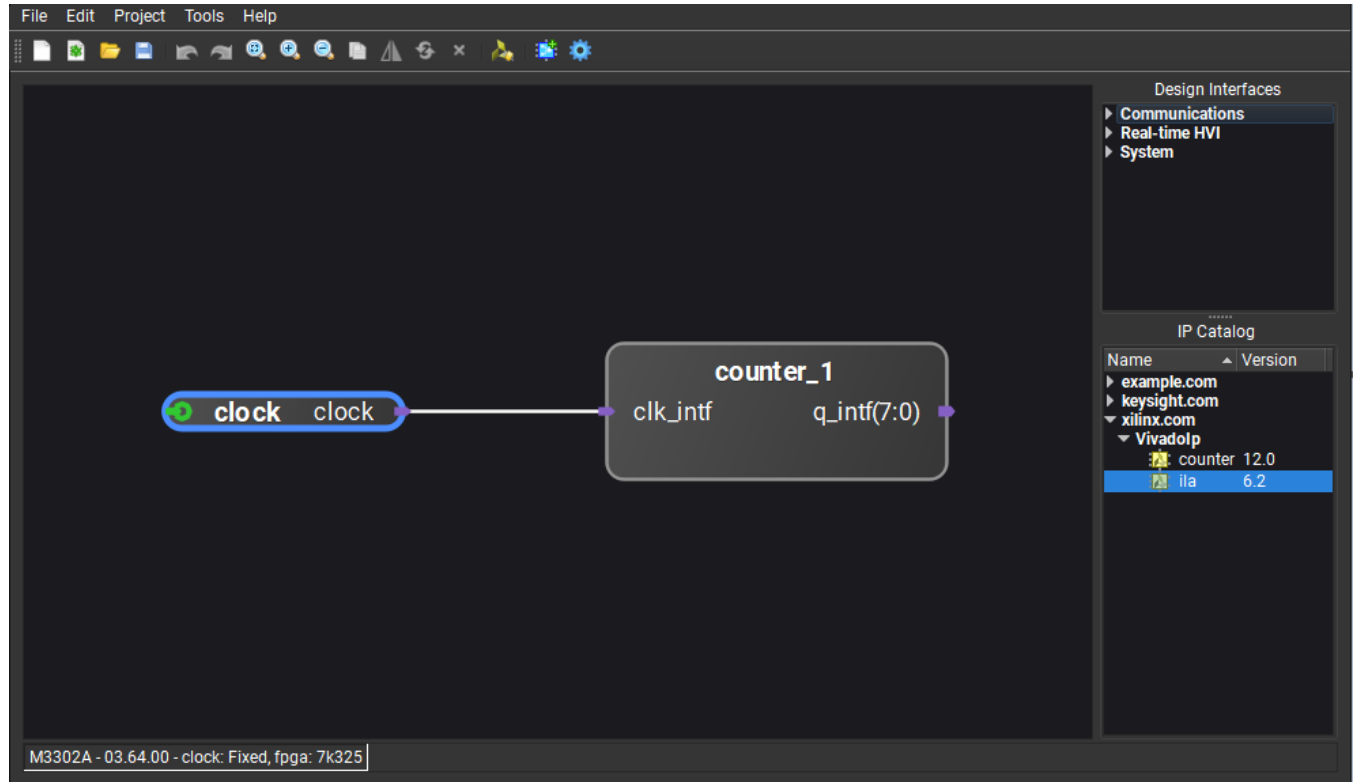 File Edit Project Tools Help
Design Interfaces
Communications
Real-time HVI
System
clock clock
counter_1
clk_intf q_intf(7:0)
IP Catalog
Name Version
example.com
keysight.com
xilinx.com
VivadoIp
counter 12.0
ila 6.2
M3302A - 03.64.00 - clock: Fixed, fpga: 7k325